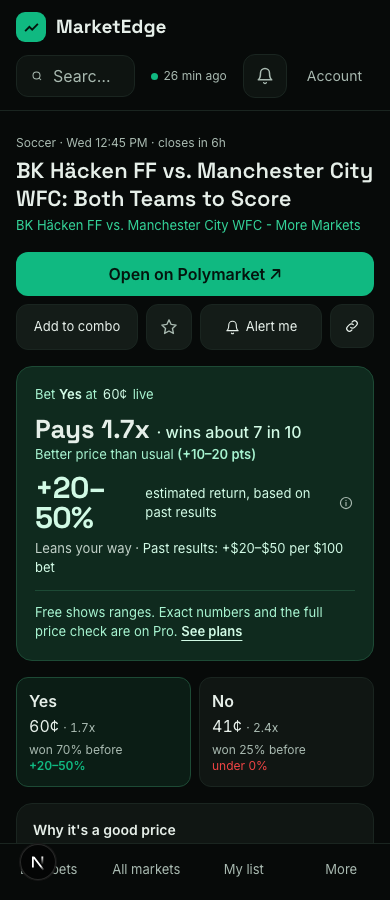 MarketEdge
Searc...
26 min ago
Account
Soccer · Wed 12:45 PM · closes in 6h
BK Häcken FF vs. Manchester City
WFC: Both Teams to Score
BK Häcken FF vs. Manchester City WFC - More Markets
Open on Polymarket ↗
Add to combo
Alert me
Bet Yes at 60¢ live
Pays 1.7x · wins about 7 in 10
Better price than usual (+10–20 pts)
+20–
50%
estimated return, based on
past results
Leans your way · Past results: +$20–$50 per $100
bet
Free shows ranges. Exact numbers and the full
price check are on Pro. See plans
Yes
60¢ · 1.7x
won 70% before
+20–50%
No
41¢ · 2.4x
won 25% before
under 0%
Why it's a good price
N
All markets
My list
More